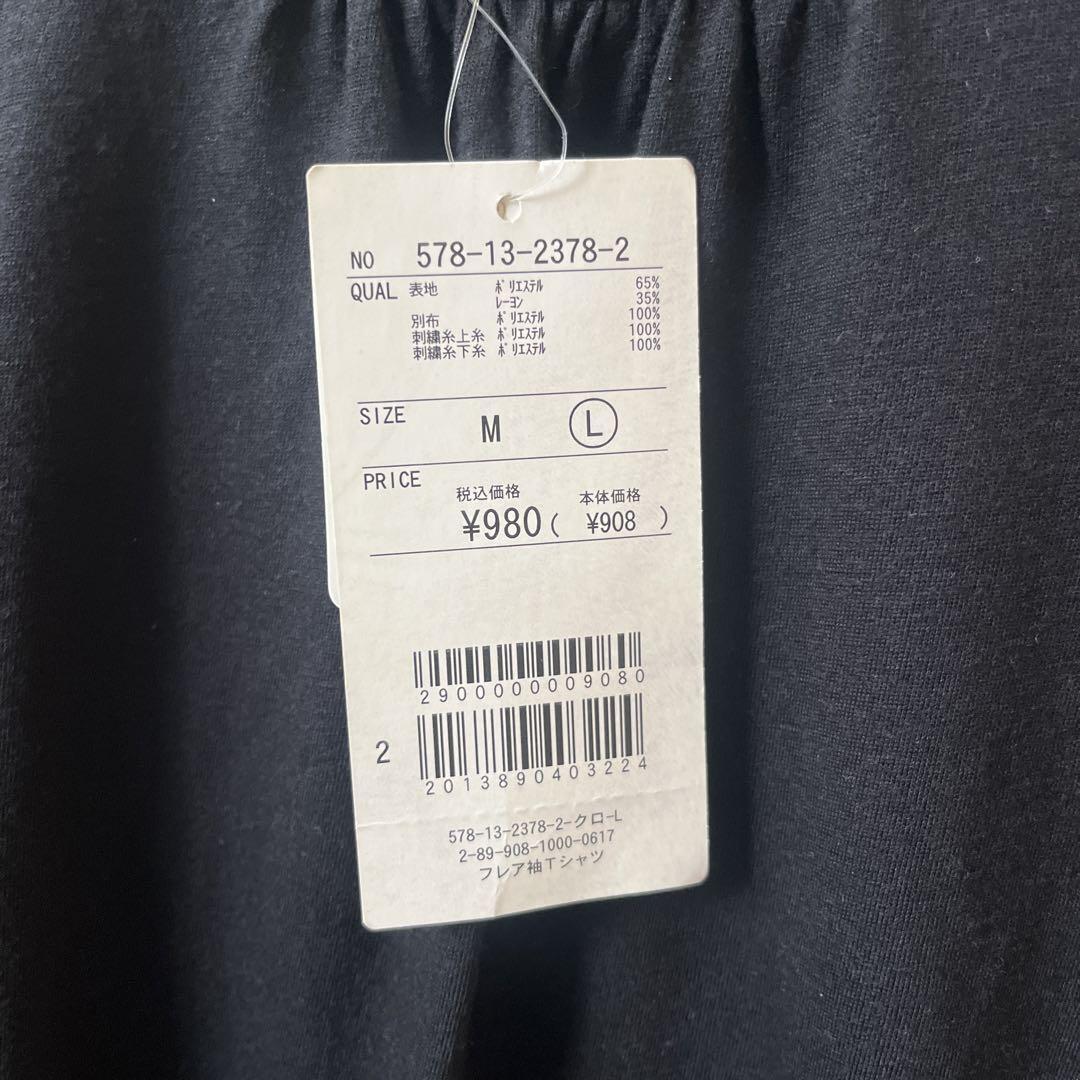 NO 578-13-2378-2
QUAL 表地 ﾎﾟﾘｴｽﾃﾙ 65%
ﾚｰﾖﾝ 35%
別布 ﾎﾟﾘｴｽﾃﾙ 100%
刺繍糸上糸 ﾎﾟﾘｴｽﾃﾙ 100%
刺繍糸下糸 ﾎﾟﾘｴｽﾃﾙ 100%
SIZE M L
PRICE 税込価格 本体価格
¥980( ¥908 )
2900000009080
2
2013890403224
578-13-2378-2-クロ-L
2-89-908-1000-0617
フレア袖Tシャツ